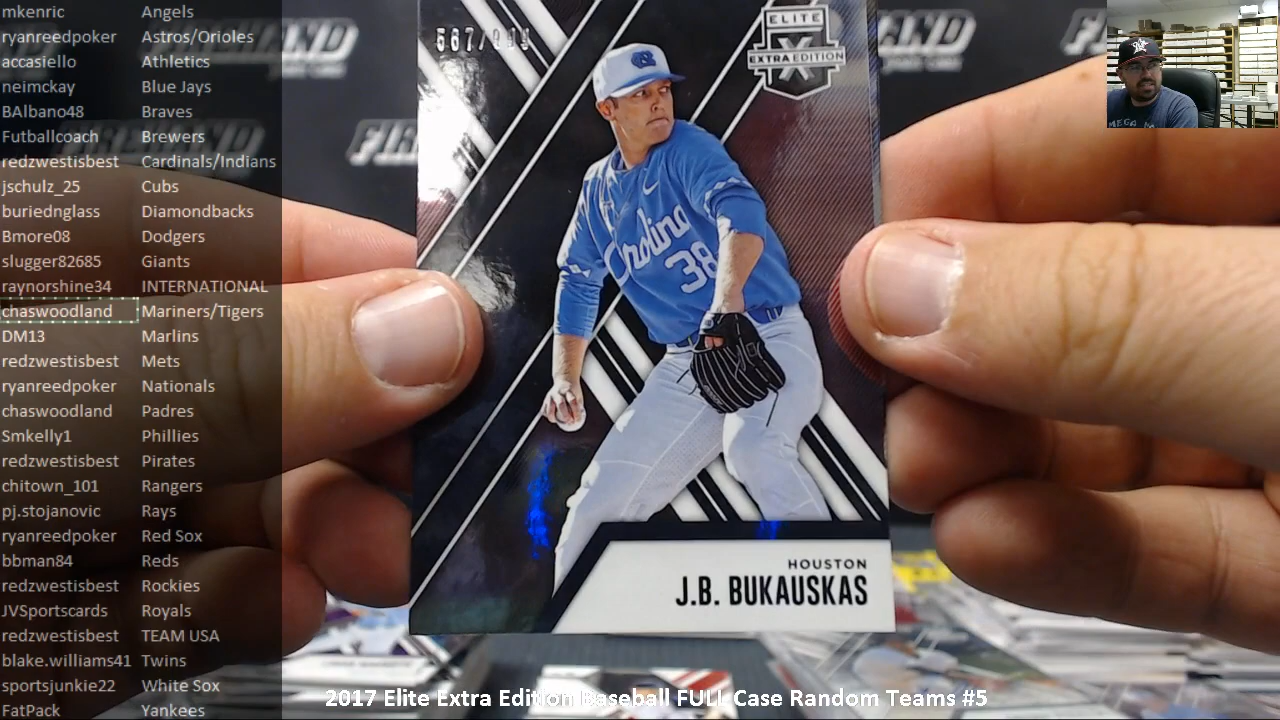 mkenric Angels
ryanreedpoker Astros/Orioles
accasiello Athletics
neimckay Blue Jays
BAlbano48 Braves
Futballcoach Brewers
redzwestisbest Cardinals/Indians
jschulz_25 Cubs
buriednglass Diamondbacks
Bmore08 Dodgers
slugger82685 Giants
raynorshine34 INTERNATIONAL
chaswoodland Mariners/Tigers
DM13 Marlins
redzwestisbest Mets
ryanreedpoker Nationals
chaswoodland Padres
Smkelly1 Phillies
redzwestisbest Pirates
chitown_101 Rangers
pj.stojanovic Rays
ryanreedpoker Red Sox
bbman84 Reds
redzwestisbest Rockies
JVSportscards Royals
redzwestisbest TEAM USA
blake.williams41 Twins
sportsjunkie22 White Sox
FatPack Yankees
567/999
ELITE
X
EXTRA EDITION
Carolina
38
HOUSTON
J.B. BUKAUSKAS
2017 Elite Extra Edition Baseball FULL Case Random Teams #5